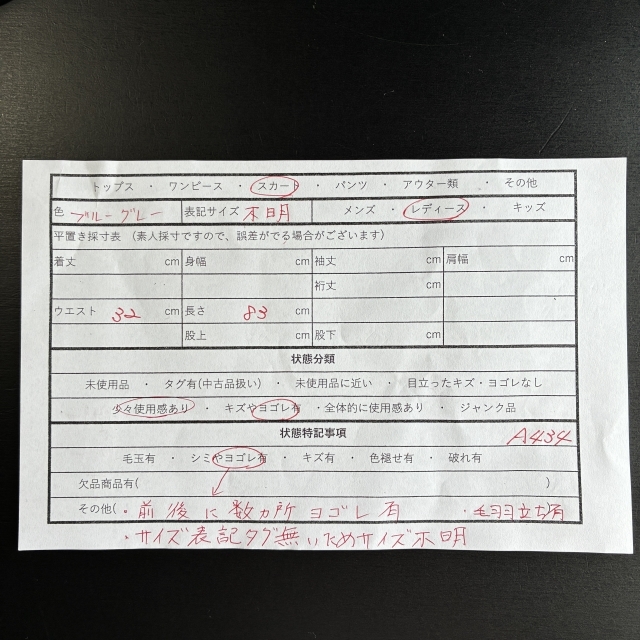 トップス ・ ワンピース ・ スカート ・ パンツ ・ アウター類 ・ その他
色 ブルーグレー 表記サイズ 不明 メンズ ・ レディース ・ キッズ
平置き採寸表 (素人採寸ですので、誤差がでる場合がございます)
着丈 cm 身幅 cm 袖丈 cm 肩幅 cm
裄丈 cm
ウエスト 32 cm 長さ 83 cm
股上 cm 股下 cm
状態分類
未使用品 ・ タグ有(中古品扱い) ・ 未使用品に近い ・ 目立ったキズ・ヨゴレなし
少々使用感あり ・ キズやヨゴレ有 ・全体的に使用感あり ・ ジャンク品
状態特記事項 A434
毛玉有 ・ シミやヨゴレ有 ・ キズ有 ・ 色褪せ有 ・ 破れ有
欠品商品有( )
その他(・前後に数ヵ所ヨゴレ有 ・毛羽立ち有
・サイズ表記タグ無いためサイズ不明